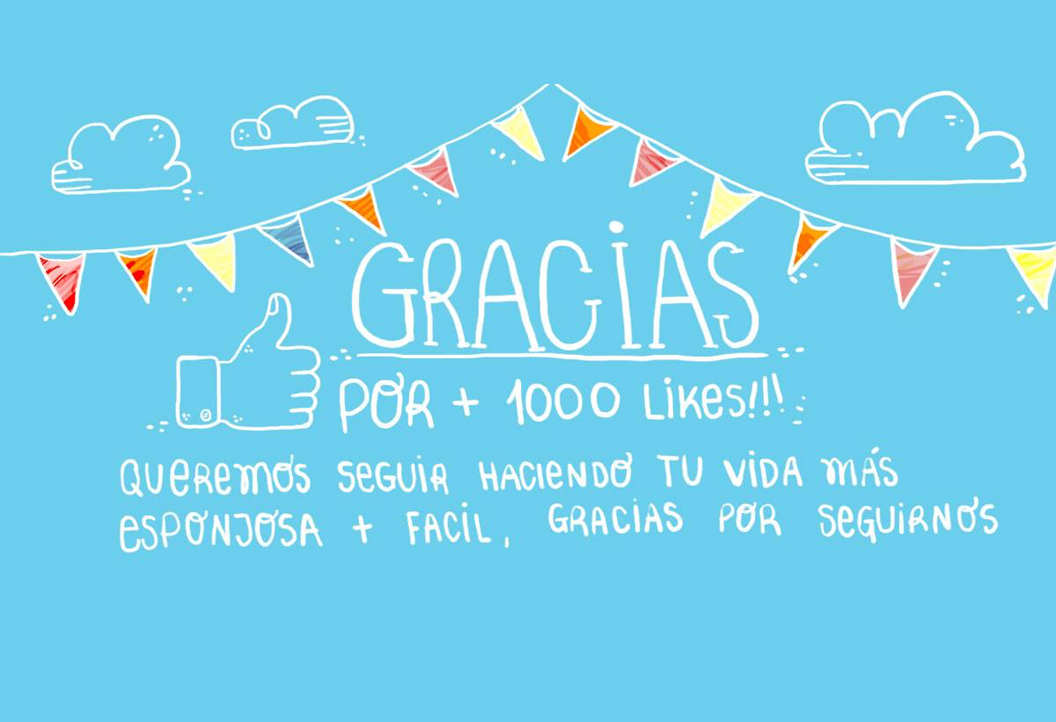 GRACIAS
POR + 1000 Likes!!!
QUEREMOS SEGUIR HACIENDO TU VIDA MÁS
ESPONJOSA + FACIL, GRACIAS POR SEGUIRNOS